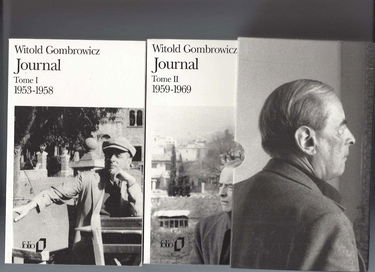 Witold Gombrowicz
Journal
Tome I
1953-1958
folio
Witold Gombrowicz
Journal
Tome II
1959-1969
folio